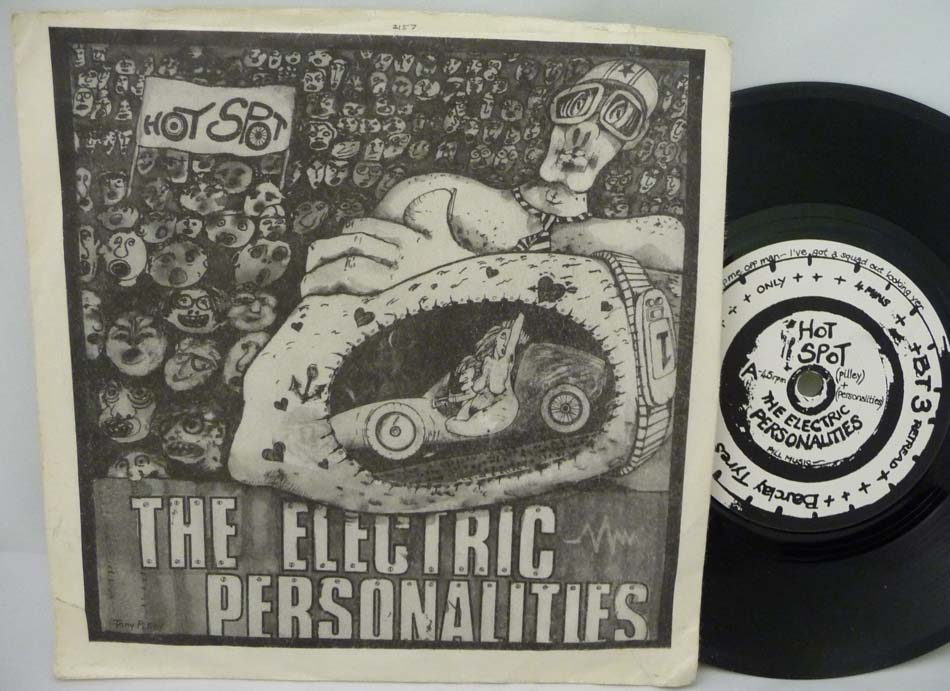 2157
HOT SPOT
THE ELECTRIC
PERSONALITIES
Tony Pilley
me off man - I've got a squad out looking
ONLY
4 MINS
BT 3 RETREAD
Barclay Tyres
HOT
SPOT
(pilley)
+
Personalities)
A
45rpm
THE ELECTRIC
PERSONALITIES
PILL MUSIC